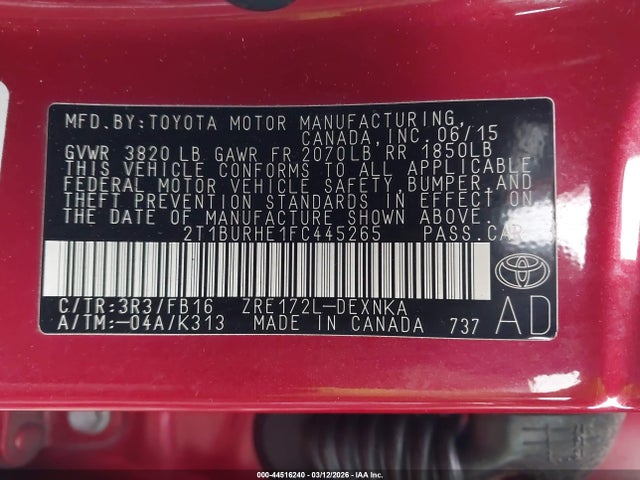 MFD.BY:TOYOTA MOTOR MANUFACTURING,
CANADA,INC. 06/15
GVWR 3820 LB GAWR FR 2070LB RR 1850LB
THIS VEHICLE CONFORMS TO ALL APPLICABLE
FEDERAL MOTOR VEHICLE SAFETY,BUMPER,AND
THEFT PREVENTION STANDARDS IN EFFECT ON
THE DATE OF MANUFACTURE SHOWN ABOVE.
2T1BURHE1FC445265 PASS.CAR
C/TR:3R3/FB16 ZRE172L-DEXNKA
A/TM:-04A/K313 MADE IN CANADA 737
AD
000-44516240 - 03/12/2026 - IAA Inc.